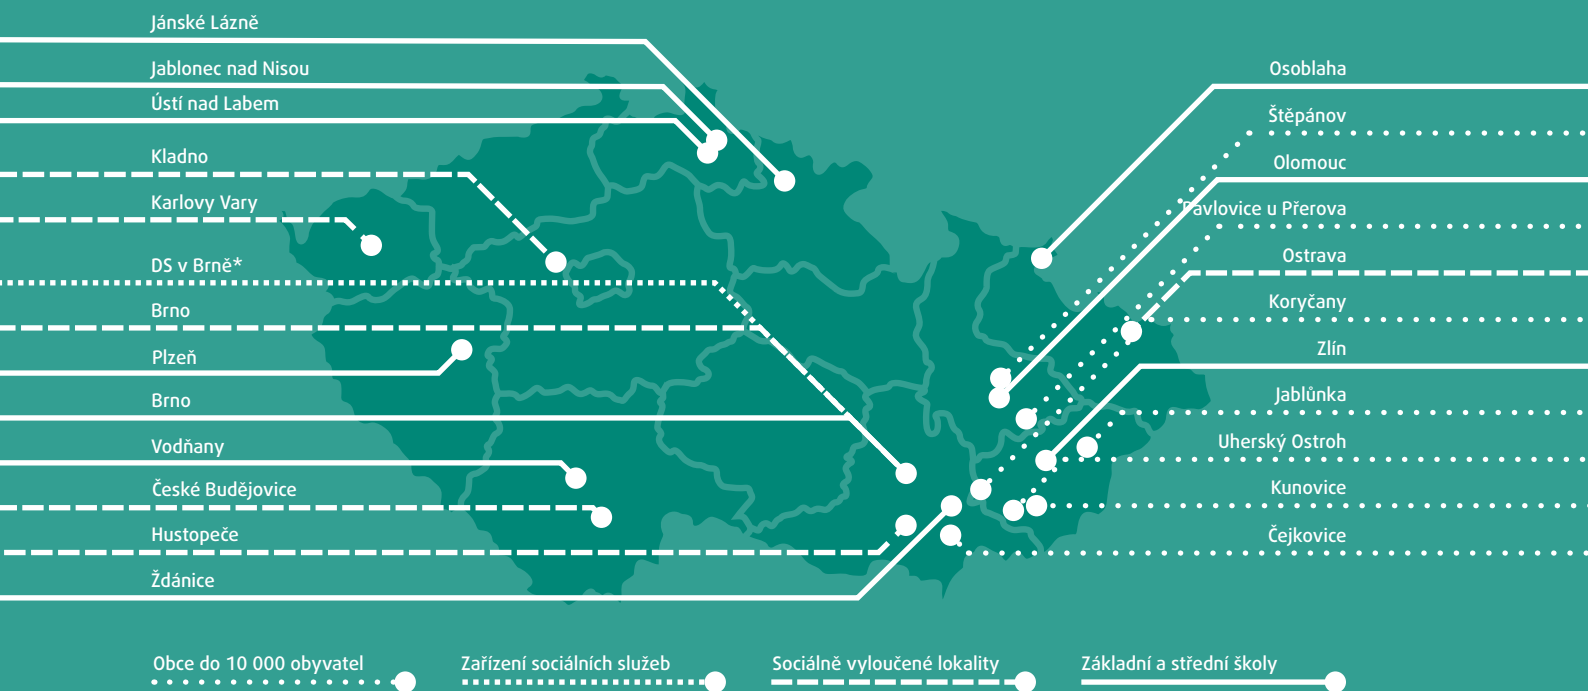 Jánské Lázně
Jablonec nad Nisou
Ústí nad Labem
Kladno
Karlovy Vary
DS v Brně*
Brno
Plzeň
Brno
Vodňany
České Budějovice
Hustopeče
Ždánice
Osoblaha
Štěpánov
Olomouc
Pavlovice u Přerova
Ostrava
Koryčany
Zlín
Jablůnka
Uherský Ostroh
Kunovice
Čejkovice
Obce do 10 000 obyvatel
Zařízení sociálních služeb
Sociálně vyloučené lokality
Základní a střední školy